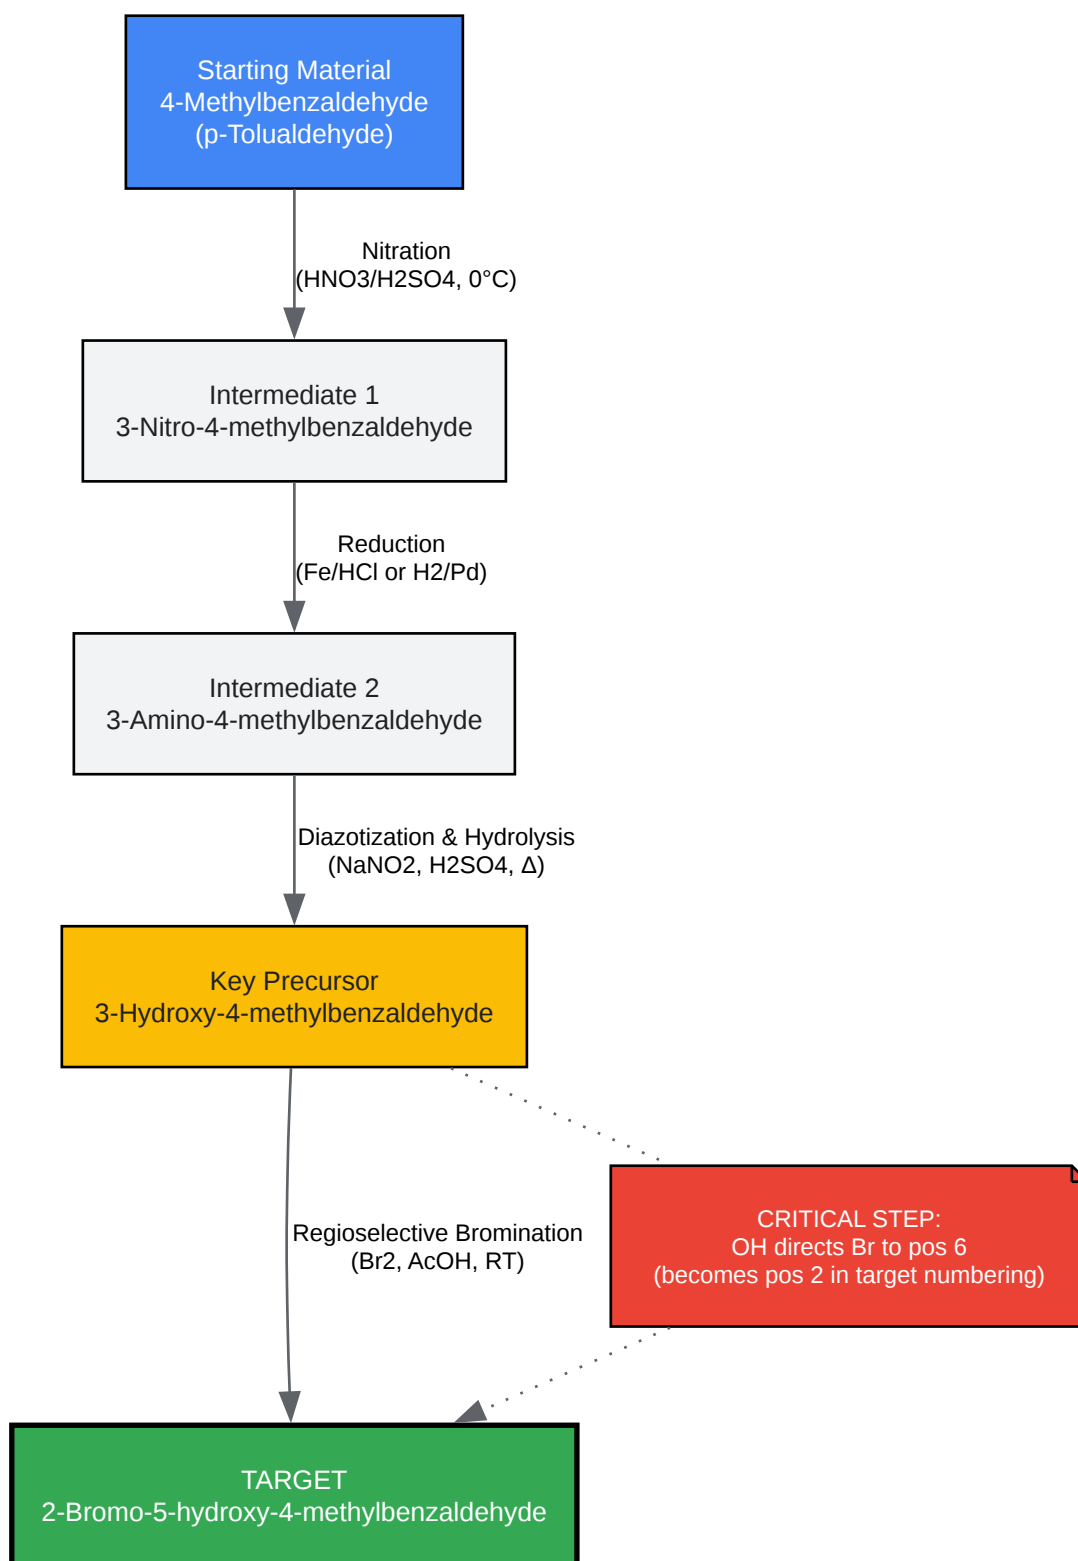 Starting Material
4-Methylbenzaldehyde
(p-Tolualdehyde)
Nitration
(HNO3/H2SO4, 0°C)
Intermediate 1
3-Nitro-4-methylbenzaldehyde
Reduction
(Fe/HCl or H2/Pd)
Intermediate 2
3-Amino-4-methylbenzaldehyde
Diazotization & Hydrolysis
(NaNO2, H2SO4, Δ)
Key Precursor
3-Hydroxy-4-methylbenzaldehyde
Regioselective Bromination
(Br2, AcOH, RT)
CRITICAL STEP:
OH directs Br to pos 6
(becomes pos 2 in target numbering)
TARGET
2-Bromo-5-hydroxy-4-methylbenzaldehyde